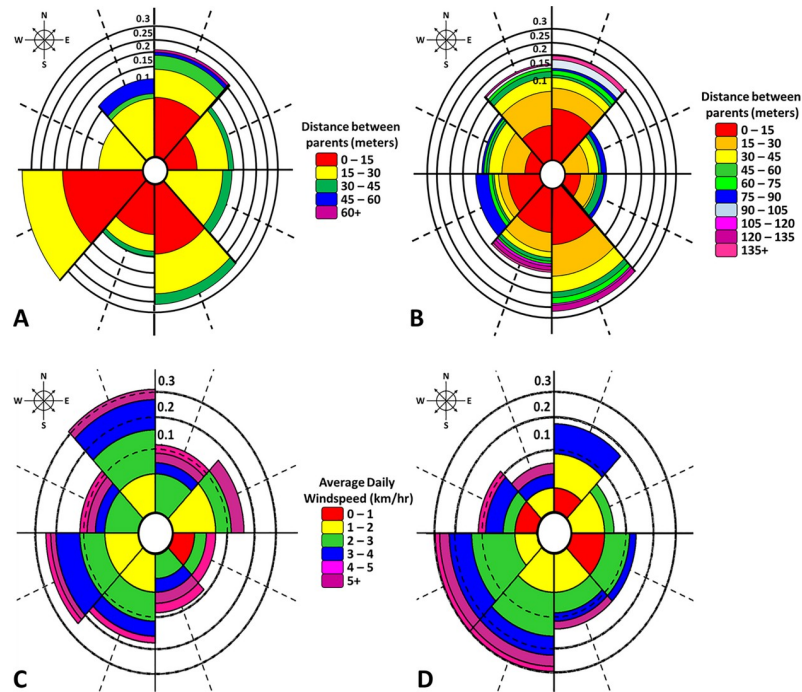 N
W E
S
0.3
0.25
0.2
0.15
0.1
A
Distance between
parents (meters)
0 – 15
15 – 30
30 – 45
45 – 60
60+
N
W E
S
0.3
0.25
0.2
0.15
0.1
B
Distance between
parents (meters)
0 – 15
15 – 30
30 – 45
45 – 60
60 – 75
75 – 90
90 – 105
105 – 120
120 – 135
135+
N
W E
S
0.3
0.2
0.1
C
Average Daily
Windspeed (km/hr)
0 – 1
1 – 2
2 – 3
3 – 4
4 – 5
5+
N
W E
S
0.3
0.2
0.1
D